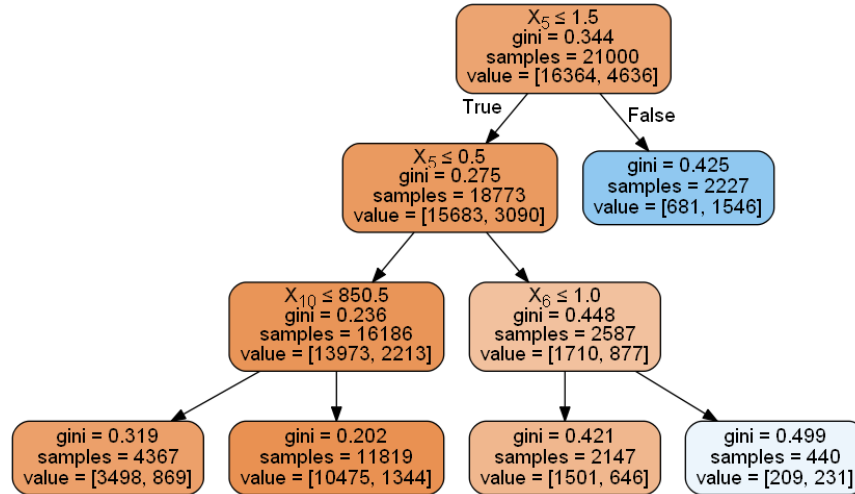 X₅ ≤ 1.5
gini = 0.344
samples = 21000
value = [16364, 4636]
True
False
X₅ ≤ 0.5
gini = 0.275
samples = 18773
value = [15683, 3090]
gini = 0.425
samples = 2227
value = [681, 1546]
X₁₀ ≤ 850.5
gini = 0.236
samples = 16186
value = [13973, 2213]
X₆ ≤ 1.0
gini = 0.448
samples = 2587
value = [1710, 877]
gini = 0.319
samples = 4367
value = [3498, 869]
gini = 0.202
samples = 11819
value = [10475, 1344]
gini = 0.421
samples = 2147
value = [1501, 646]
gini = 0.499
samples = 440
value = [209, 231]